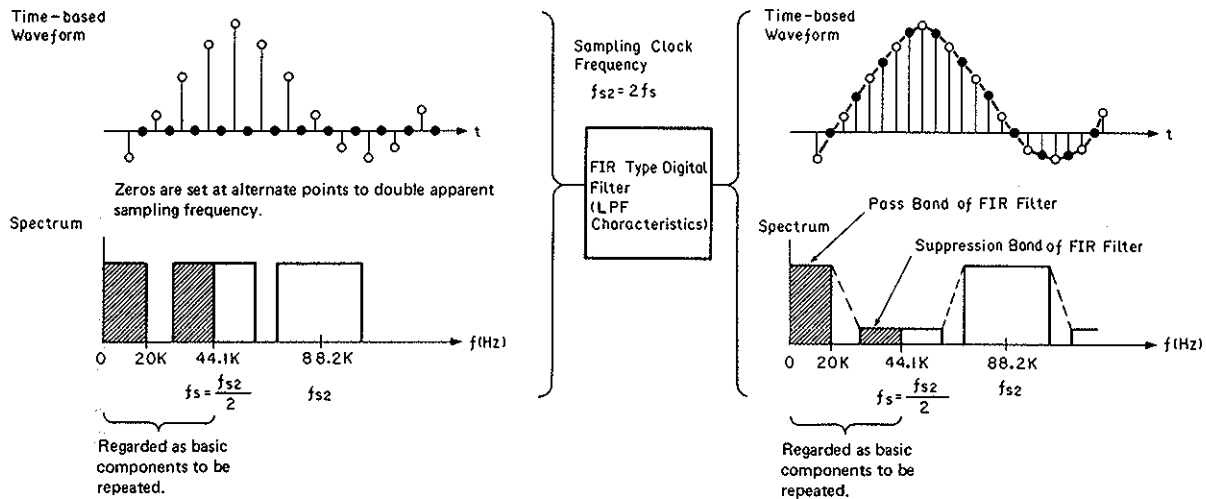 Time-based
Waveform
t
Zeros are set at alternate points to double apparent
sampling frequency.
Spectrum
0 20K 44.1K 88.2K f(Hz)
fs = fs2/2 fs2
Regarded as basic
components to be
repeated.
Sampling Clock
Frequency
fs2=2fs
FIR Type Digital
Filter
(LPF
Characteristics)
Time-based
Waveform
t
Pass Band of FIR Filter
Spectrum
Suppression Band of FIR Filter
0 20K 44.1K 88.2K f(Hz)
fs = fs2/2 fs2
Regarded as basic
components to be
repeated.